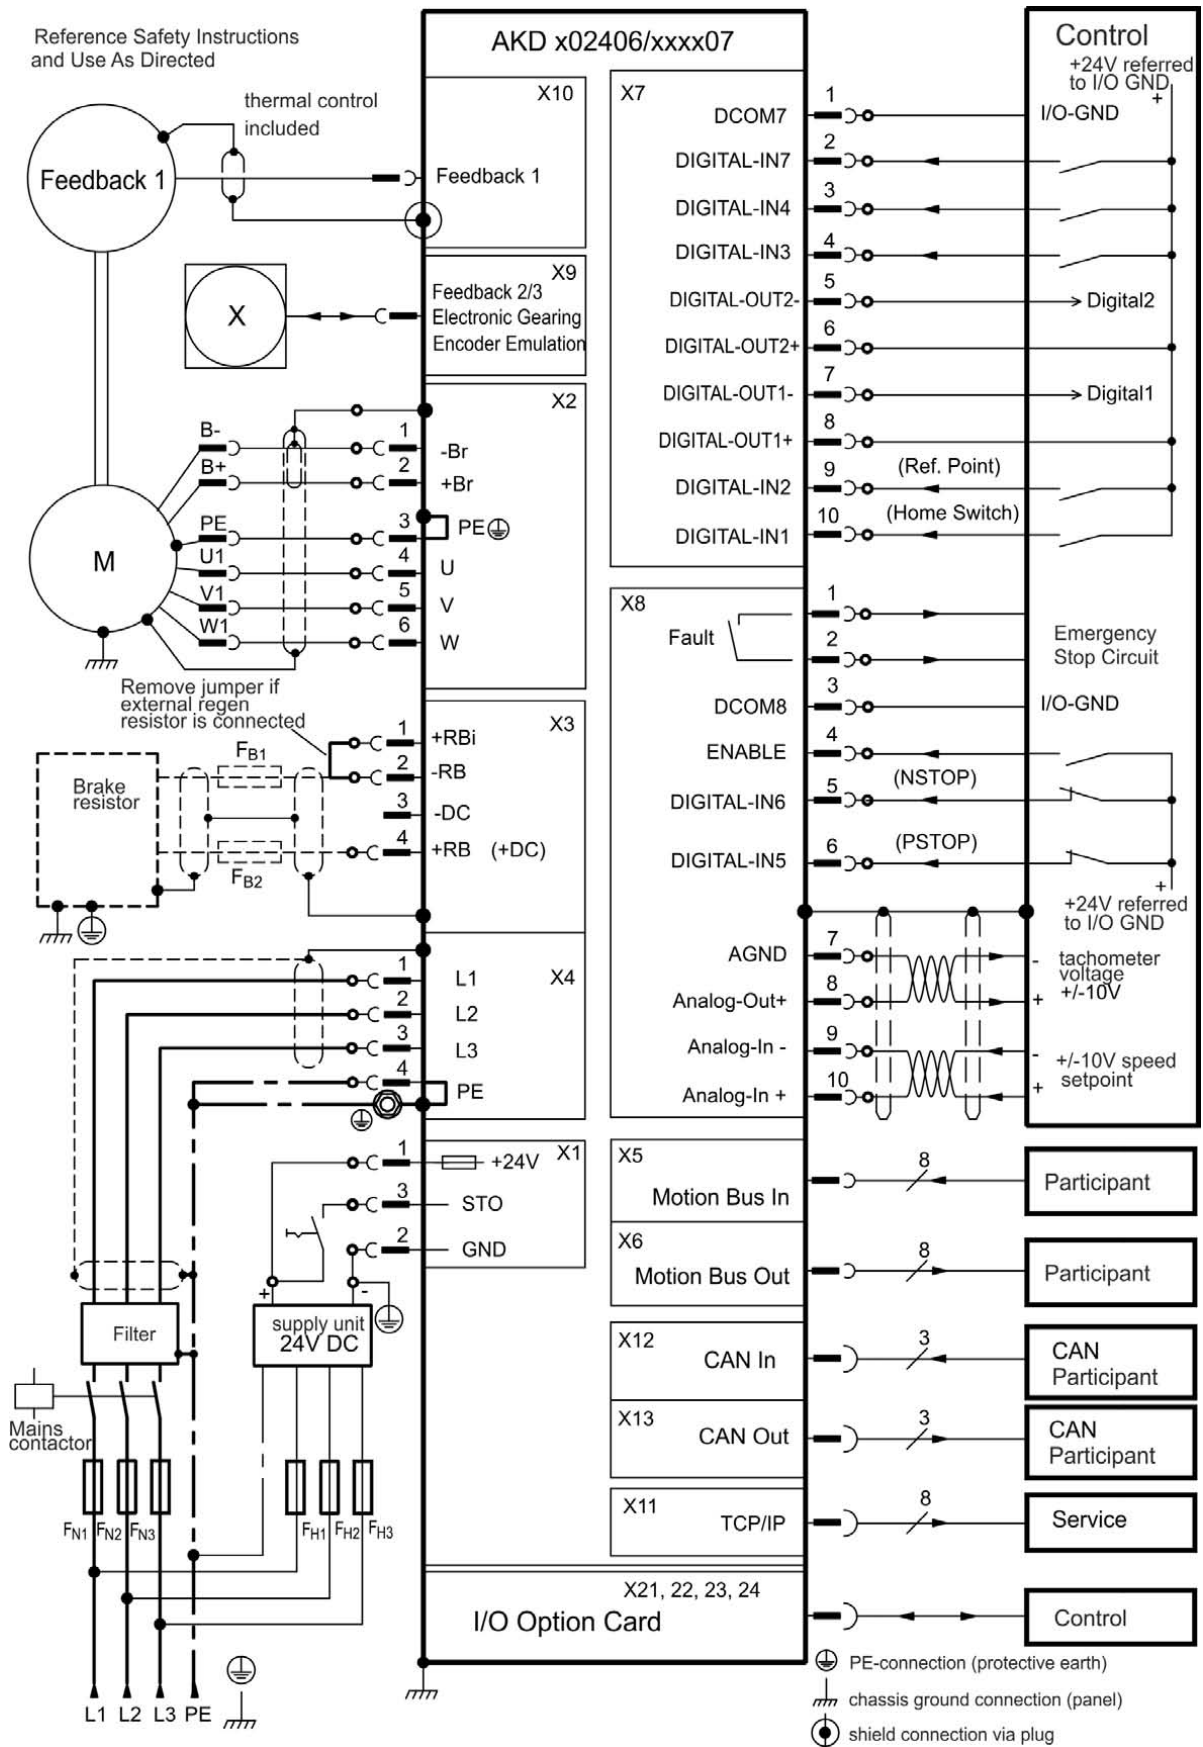 Reference Safety Instructions
and Use As Directed
thermal control
included
Feedback 1
X
B-
B+
PE
U1
V1
W1
M
Remove jumper if
external regen
resistor is connected
Brake
resistor
FB1
FB2
Filter
Mains
contactor
FN1
FN2
FN3
supply unit
24V DC
+
-
FH1
FH2
FH3
L1
L2
L3
PE
AKD x02406/xxxx07
X10
Feedback 1
X9
Feedback 2/3
Electronic Gearing
Encoder Emulation
X2
1
-Br
2
+Br
3
PE
4
U
5
V
6
W
X3
1
+RBi
2
-RB
3
-DC
4
+RB (+DC)
X4
1
L1
2
L2
3
L3
4
PE
X1
1
+24V
3
STO
2
GND
X7
DCOM7
1
DIGITAL-IN7
2
DIGITAL-IN4
3
DIGITAL-IN3
4
DIGITAL-OUT2-
5
DIGITAL-OUT2+
6
DIGITAL-OUT1-
7
DIGITAL-OUT1+
8
DIGITAL-IN2
9
(Ref. Point)
DIGITAL-IN1
10
(Home Switch)
X8
Fault
1
2
DCOM8
3
ENABLE
4
DIGITAL-IN6
5
(NSTOP)
DIGITAL-IN5
6
(PSTOP)
AGND
7
Analog-Out+
8
Analog-In -
9
Analog-In +
10
X5
Motion Bus In
8
X6
Motion Bus Out
8
X12
CAN In
3
X13
CAN Out
3
X11
TCP/IP
8
X21, 22, 23, 24
I/O Option Card
Control
+24V referred
to I/O GND
+
I/O-GND
Digital2
Digital1
Emergency
Stop Circuit
I/O-GND
+
+24V referred
to I/O GND
-
tachometer
voltage
+/-10V
+
-
+/-10V speed
setpoint
+
Participant
Participant
CAN
Participant
CAN
Participant
Service
Control
PE-connection (protective earth)
chassis ground connection (panel)
shield connection via plug